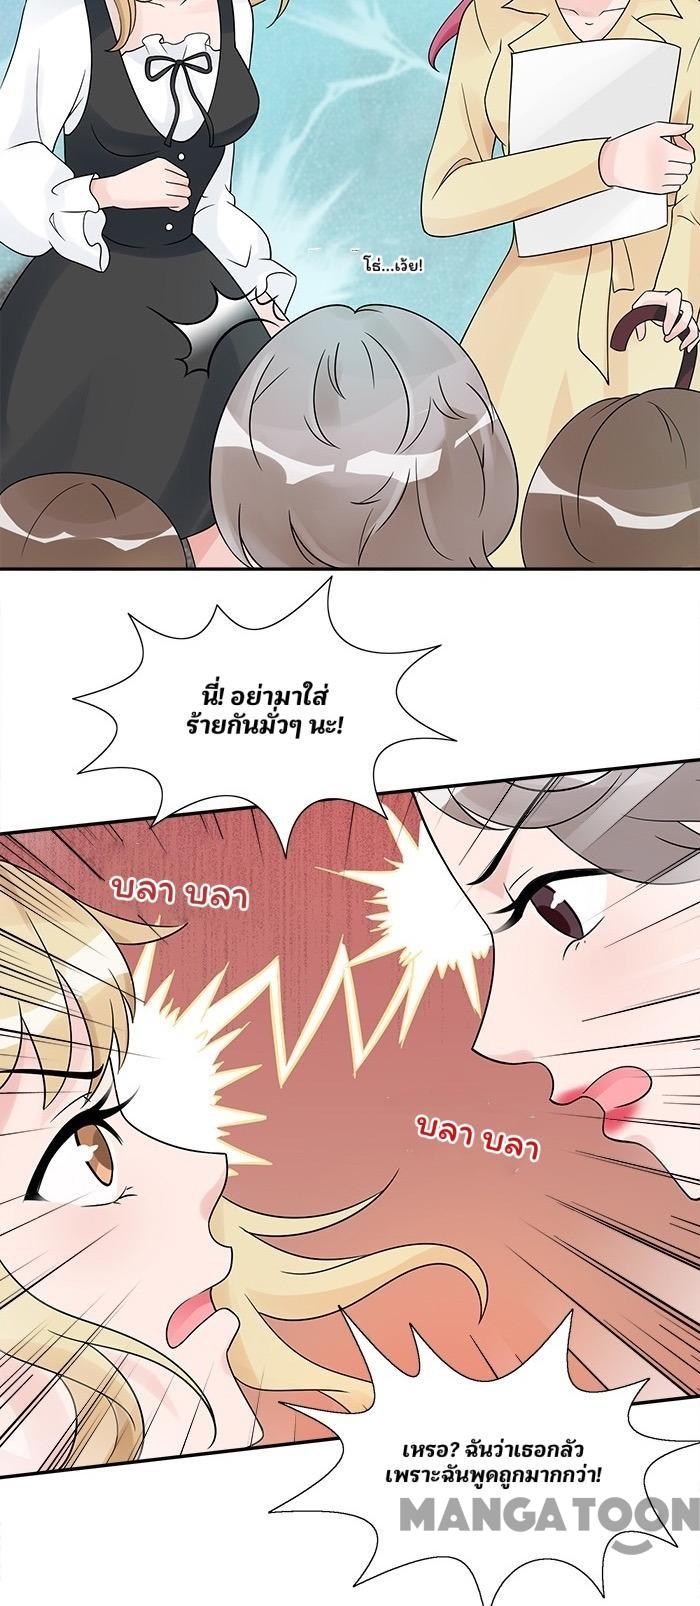 โธ่...เว้ย!
นี่! อย่ามาใส่
ร้ายกันมั่วๆ นะ!
บลา บลา
บลา บลา
เหรอ? ฉันว่าเธอกลัว
เพราะฉันพูดถูกมากกว่า!
MANGATOON